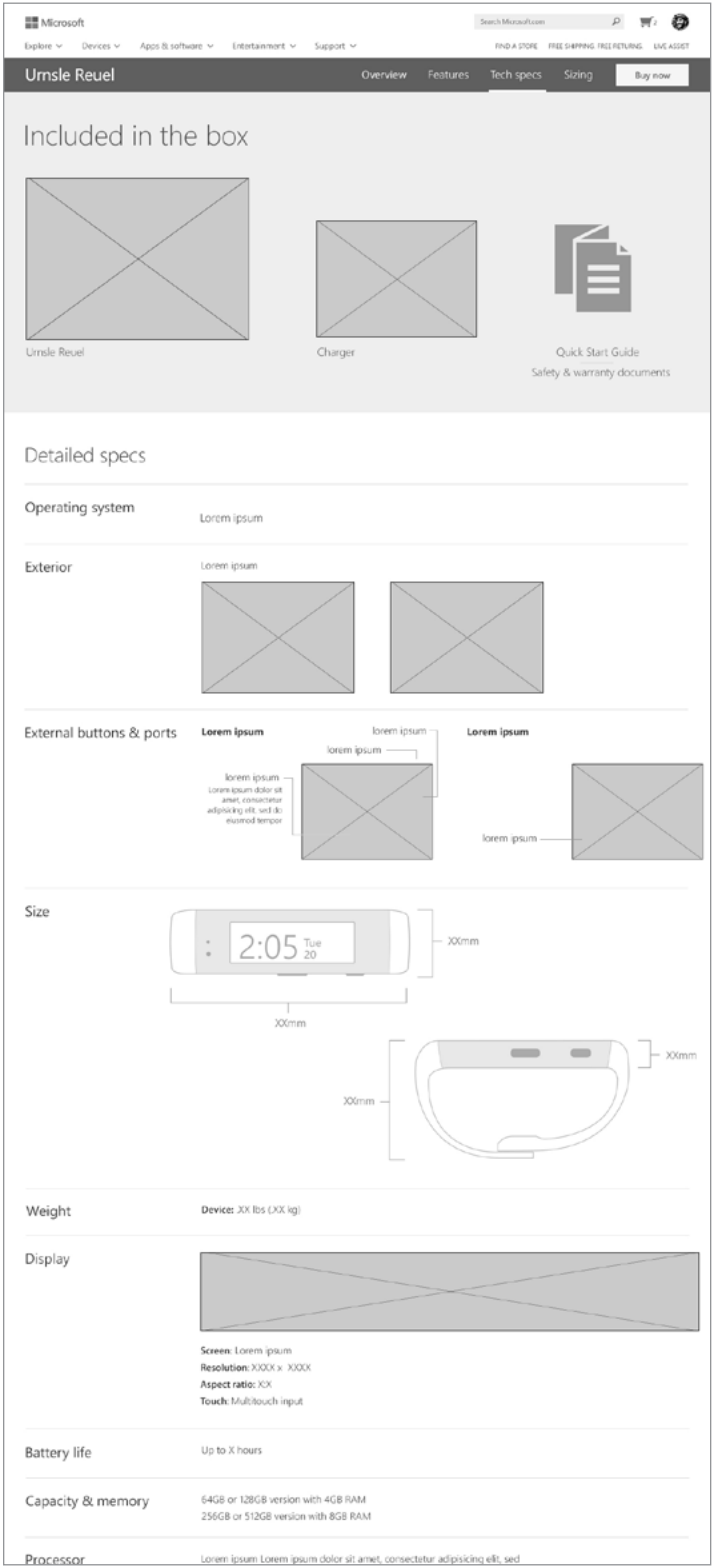 Microsoft
Search Microsoft.com
2
Explore Devices Apps & software Entertainment Support
FIND A STORE FREE SHIPPING. FREE RETURNS. LIVE ASSIST
Urnsle Reuel
Overview Features Tech specs Sizing Buy now
Included in the box
Urnsle Reuel
Charger
Quick Start Guide
Safety & warranty documents
Detailed specs
Operating system
Lorem ipsum
Exterior
Lorem ipsum
External buttons & ports
Lorem ipsum
lorem ipsum
lorem ipsum
lorem ipsum
Lorem ipsum dolor sit
amet, consectetur
adipisicing elit, sed do
eiusmod tempor
Lorem ipsum
lorem ipsum
Size
2:05 Tue
20
XXmm
XXmm
XXmm
XXmm
Weight
Device: .XX lbs (.XX kg)
Display
Screen: Lorem ipsum
Resolution: XXXX x XXXX
Aspect ratio: X:X
Touch: Multitouch input
Battery life
Up to X hours
Capacity & memory
64GB or 128GB version with 4GB RAM
256GB or 512GB version with 8GB RAM
Processor
Lorem ipsum Lorem ipsum dolor sit amet, consectetur adipisicing elit, sed